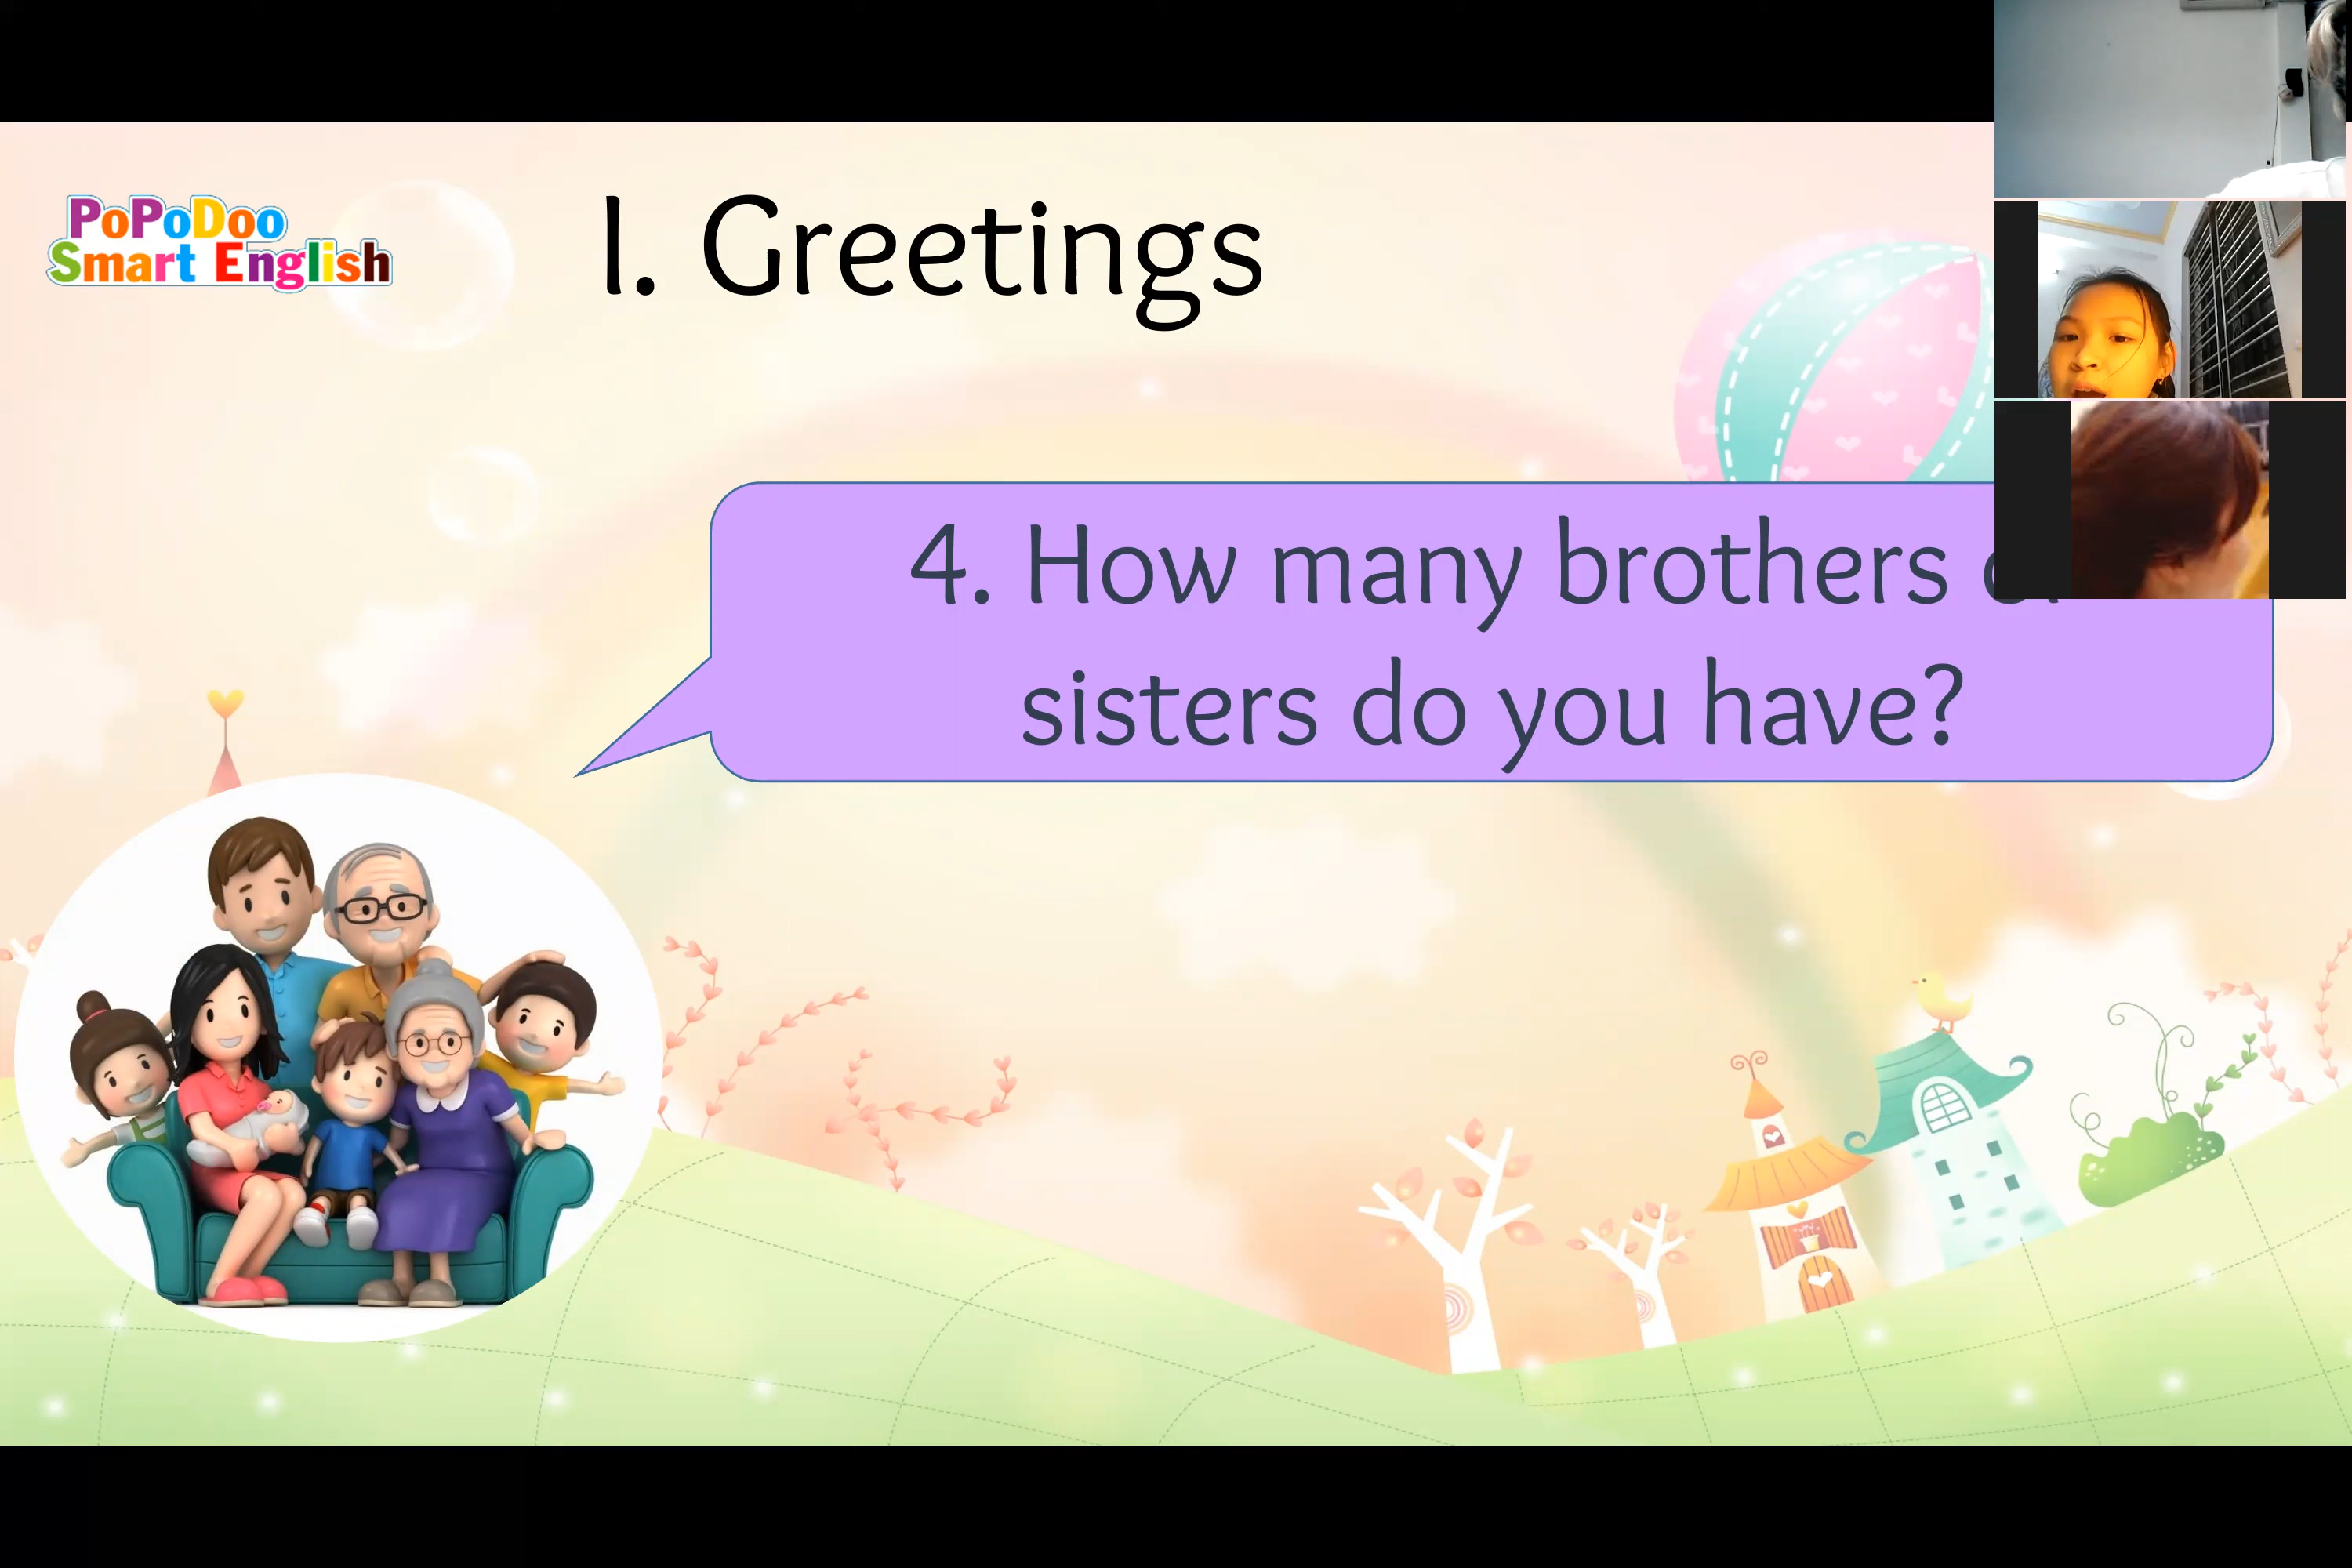 PoPoDoo
Smart English
I. Greetings
4. How many brothers
sisters do you have?